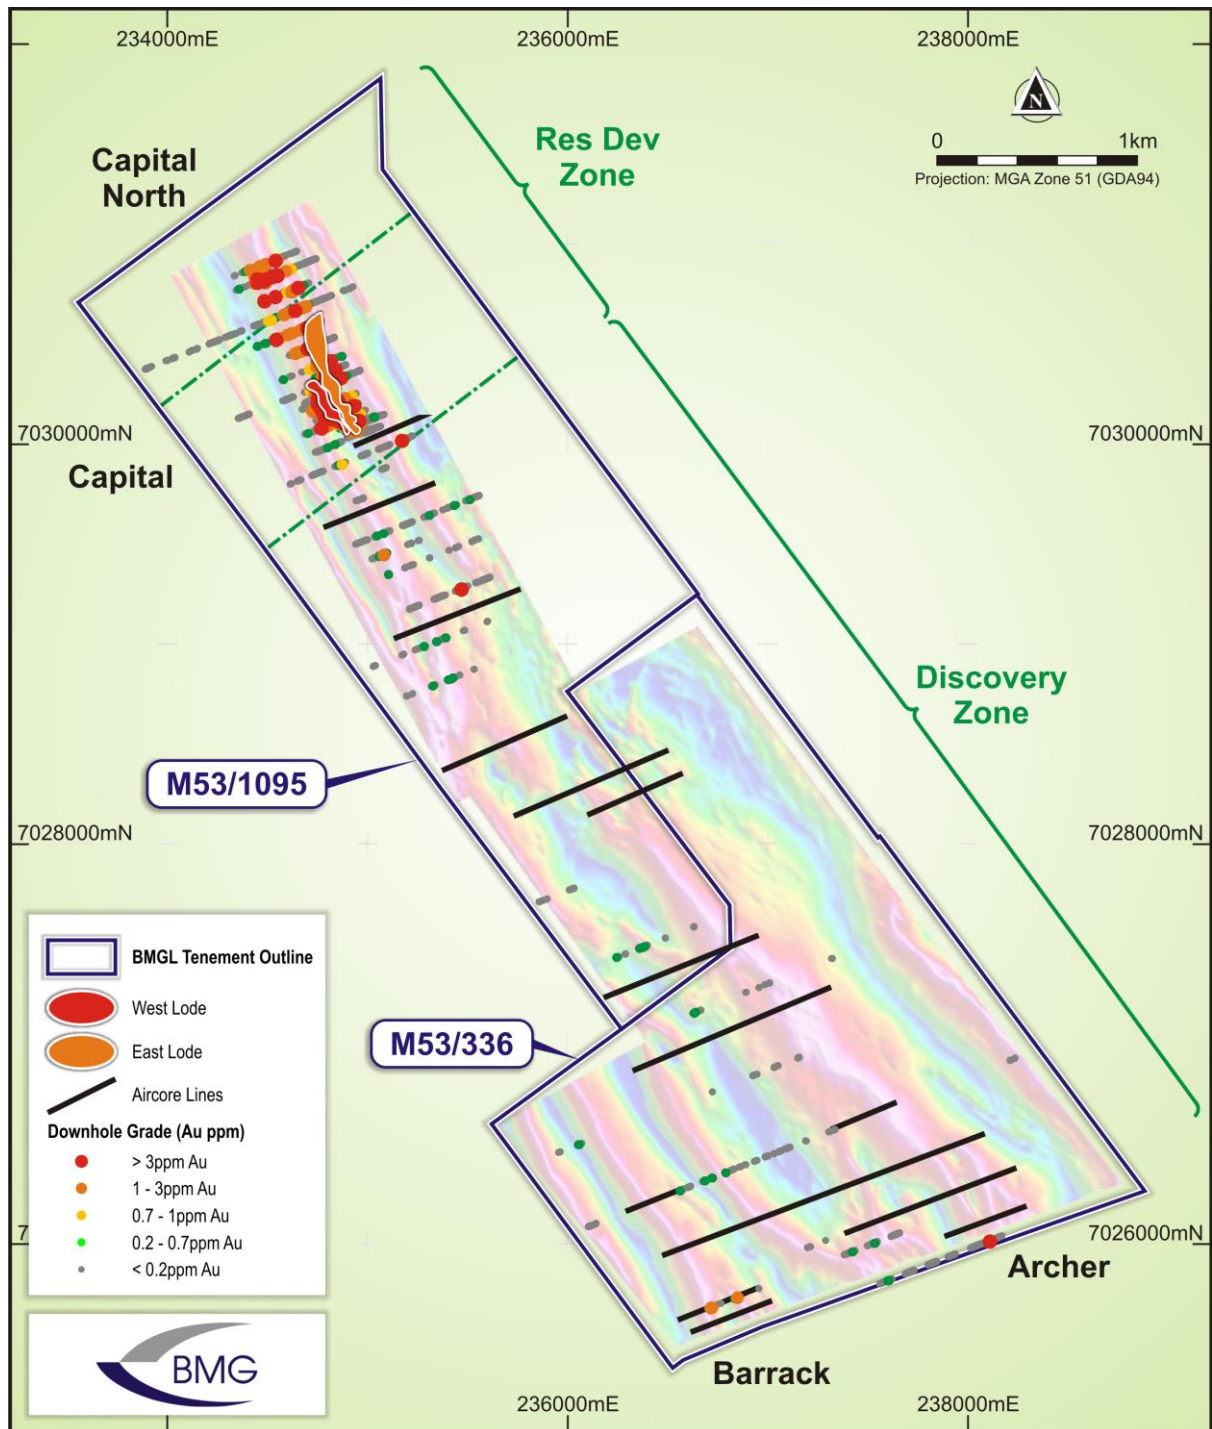 234000mE
236000mE
238000mE
Res Dev
Zone
N
0
1km
Projection: MGA Zone 51 (GDA94)
Capital
North
7030000mN
7030000mN
Capital
Discovery
Zone
M53/1095
7028000mN
7028000mN
BMGL Tenement Outline
West Lode
East Lode
Aircore Lines
Downhole Grade (Au ppm)
> 3ppm Au
1 - 3ppm Au
0.7 - 1ppm Au
0.2 - 0.7ppm Au
< 0.2ppm Au
M53/336
7
7026000mN
Archer
Barrack
BMG
236000mE
238000mE